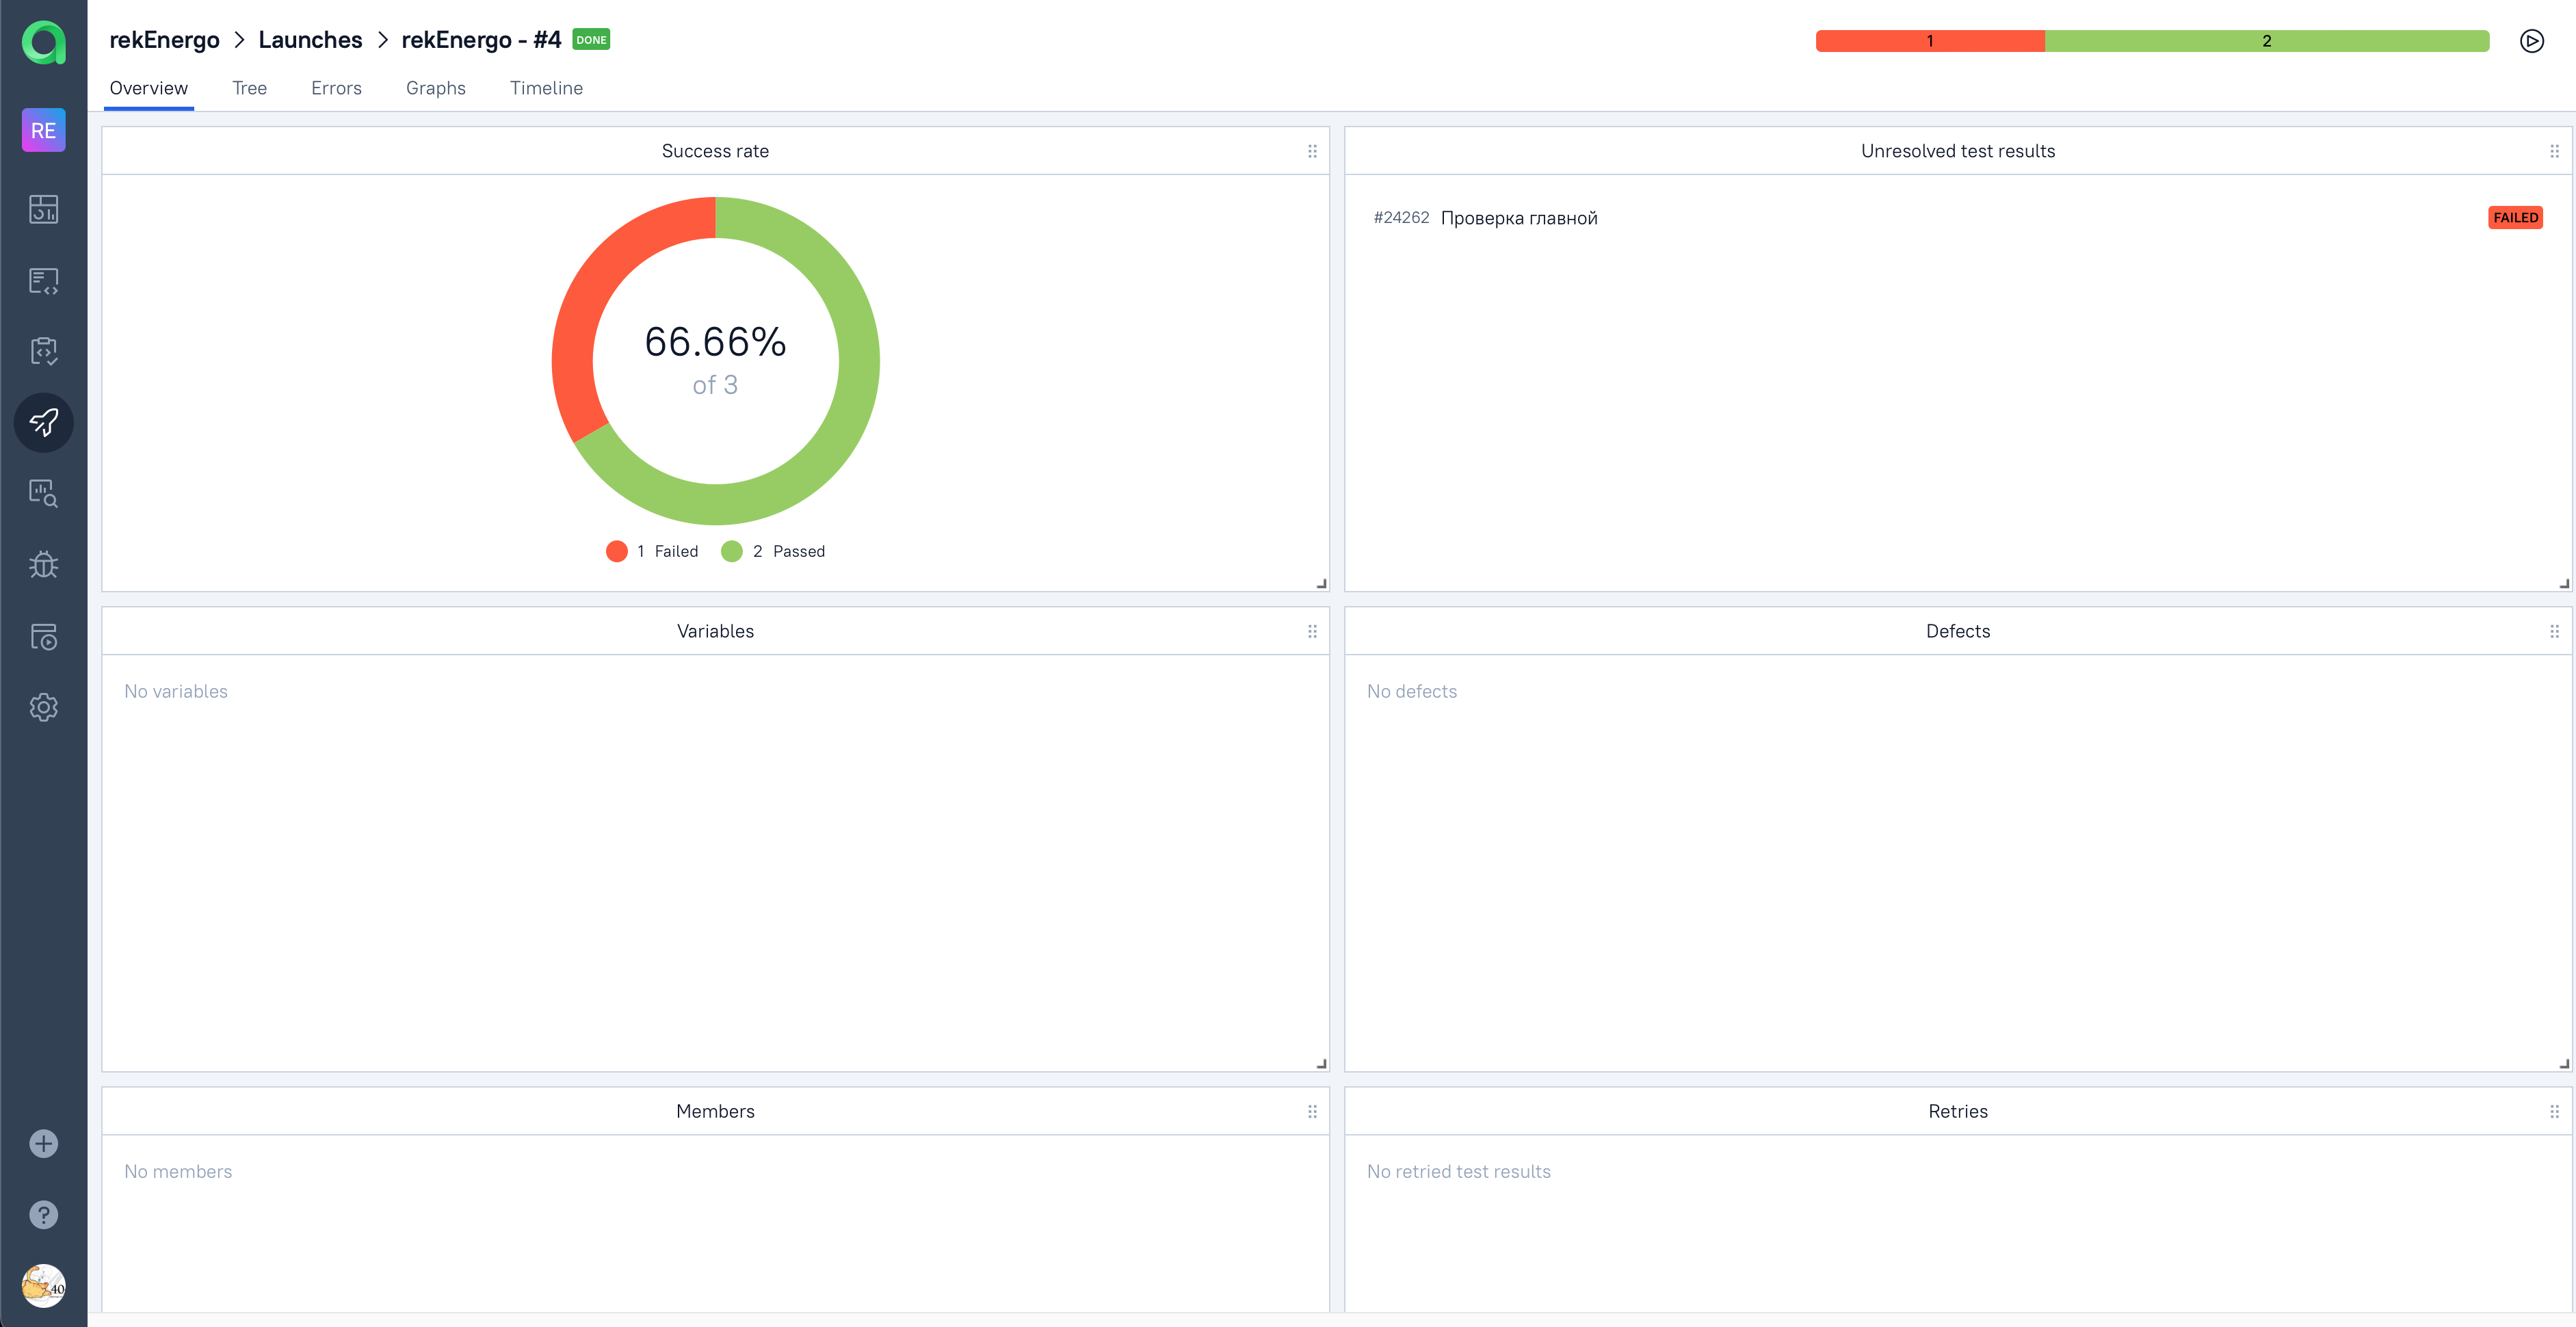 rekEnergo > Launches > rekEnergo - #4 DONE
1 2
Overview Tree Errors Graphs Timeline
RE
Success rate
66.66%
of 3
1 Failed 2 Passed
Unresolved test results
#24262 Проверка главной FAILED
Variables
No variables
Defects
No defects
Members
No members
Retries
No retried test results
40